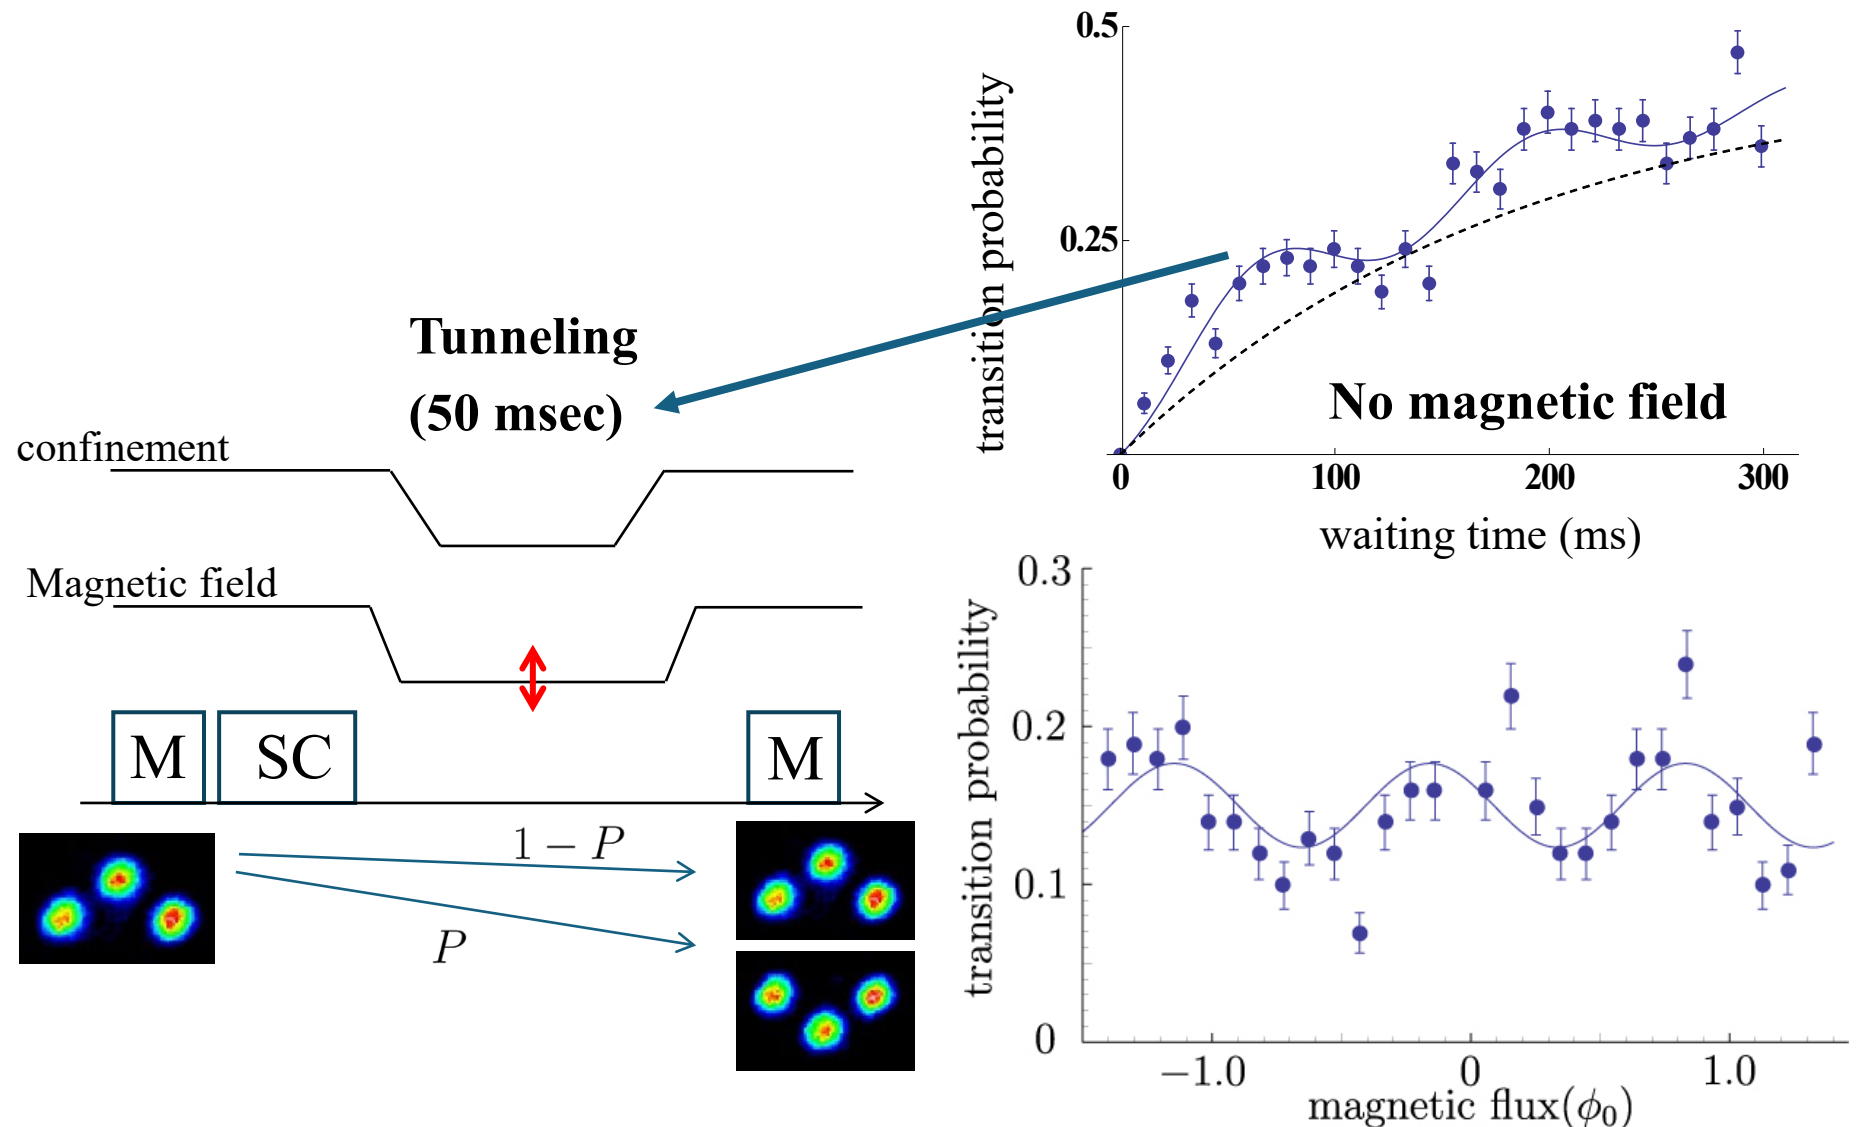 Tunneling
(50 msec)
confinement
Magnetic field
M
SC
M
1 − P
P
0.5
0.25
0
100
200
300
transition probability
No magnetic field
waiting time (ms)
0.3
0.2
0.1
0
−1.0
0
1.0
transition probability
magnetic flux(ϕ₀)